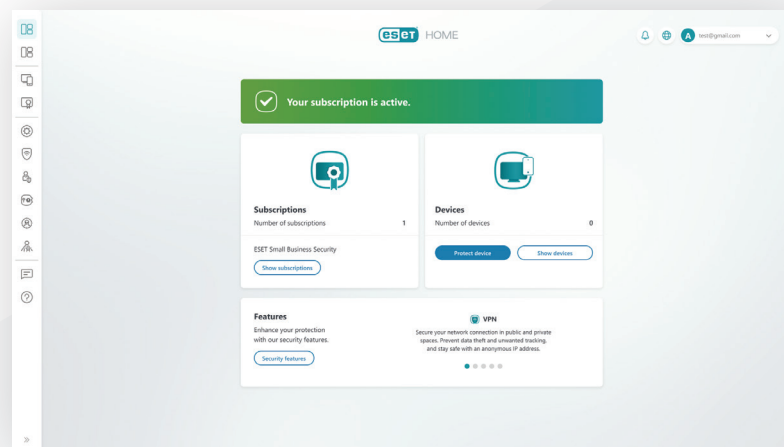 eseT HOME
A test@gmail.com
Your subscription is active.
Subscriptions
Number of subscriptions 1
ESET Small Business Security
Show subscriptions
Devices
Number of devices 0
Protect device Show devices
Features
Enhance your protection
with our security features.
Security features
VPN
Secure your network connection in public and private
spaces. Prevent data theft and unwanted tracking,
and stay safe with an anonymous IP address.